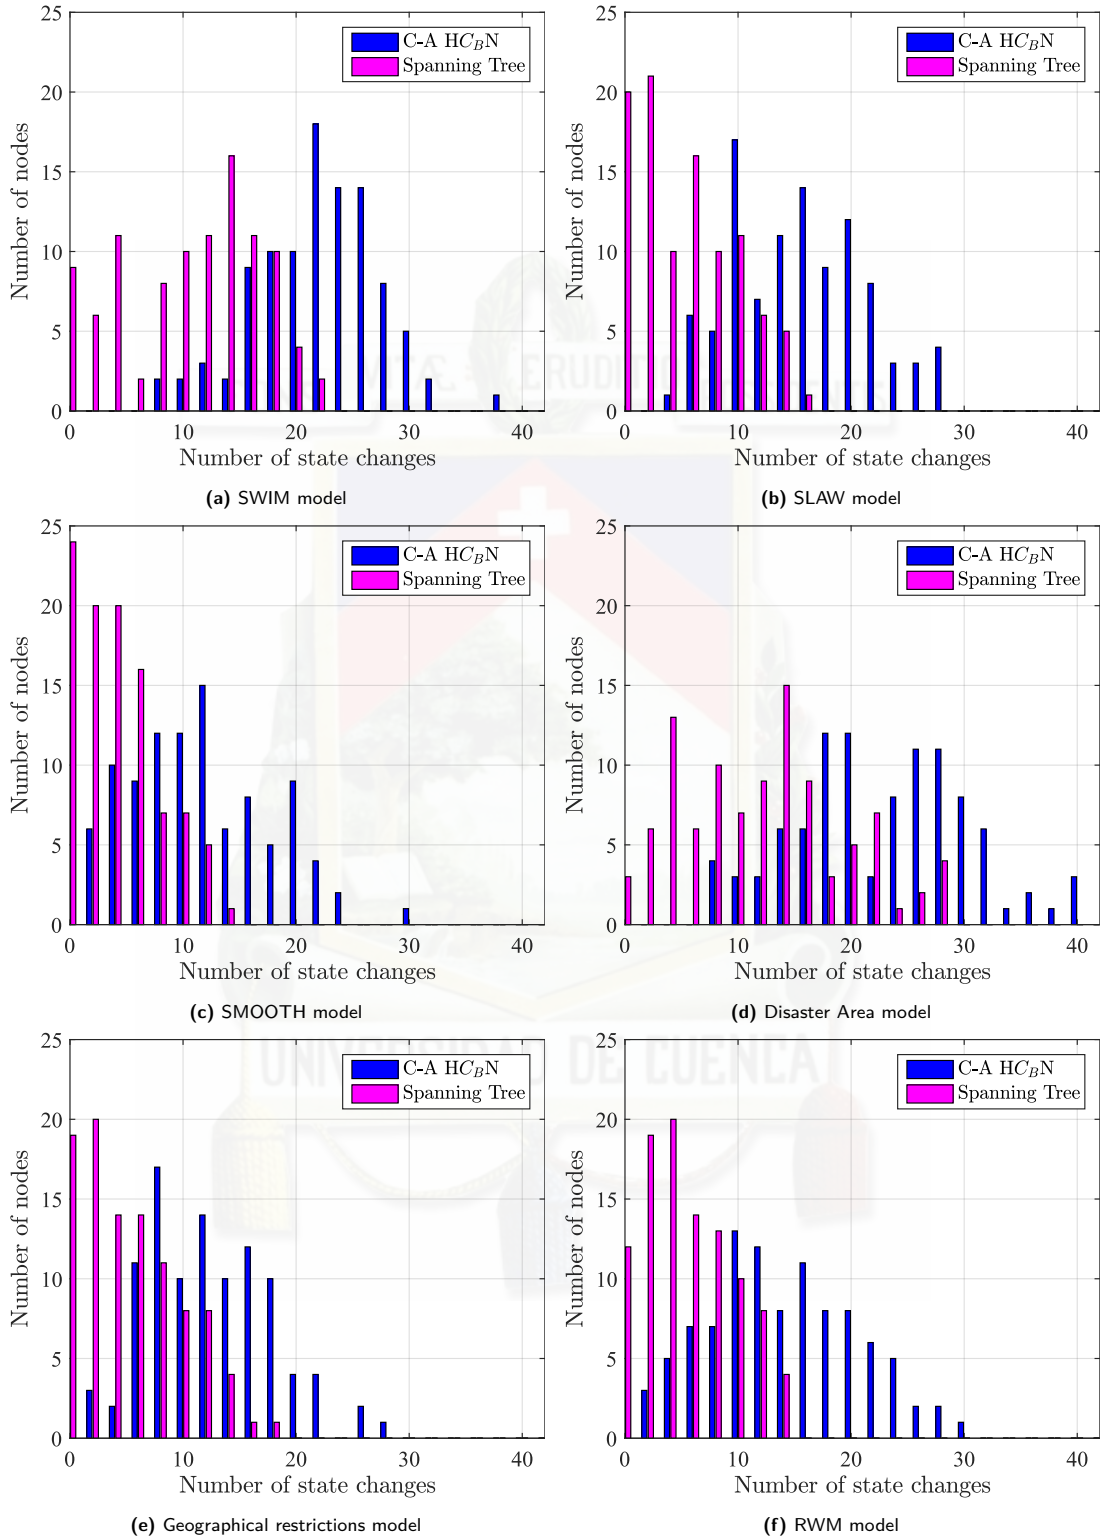 25
20
15
10
5
0
0 10 20 30 40
Number of nodes
Number of state changes
C-A HC_BN
Spanning Tree
(a) SWIM model
25
20
15
10
5
0
0 10 20 30 40
Number of nodes
Number of state changes
C-A HC_BN
Spanning Tree
(b) SLAW model
25
20
15
10
5
0
0 10 20 30 40
Number of nodes
Number of state changes
C-A HC_BN
Spanning Tree
(c) SMOOTH model
25
20
15
10
5
0
0 10 20 30 40
Number of nodes
Number of state changes
C-A HC_BN
Spanning Tree
(d) Disaster Area model
UNIVERSIDAD DE CUENCA
25
20
15
10
5
0
0 10 20 30 40
Number of nodes
Number of state changes
C-A HC_BN
Spanning Tree
(e) Geographical restrictions model
25
20
15
10
5
0
0 10 20 30 40
Number of nodes
Number of state changes
C-A HC_BN
Spanning Tree
(f) RWM model